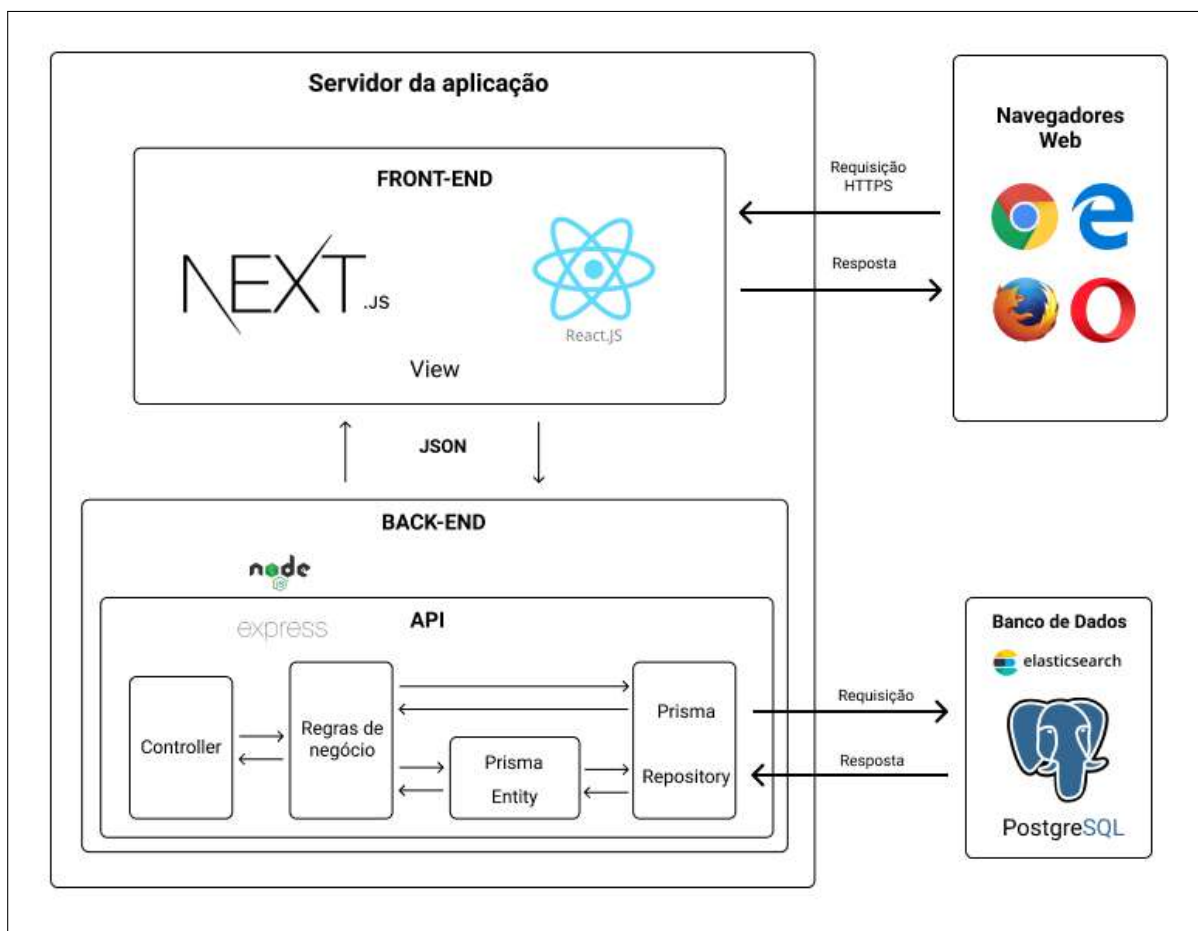 Servidor da aplicação
FRONT-END
NEXT.JS
React.JS
View
Requisição
HTTPS
Resposta
Navegadores
Web
JSON
BACK-END
node
JS
API
express
Controller
Regras de
negócio
Prisma
Entity
Prisma
Repository
Requisição
Resposta
Banco de Dados
elasticsearch
PostgreSQL